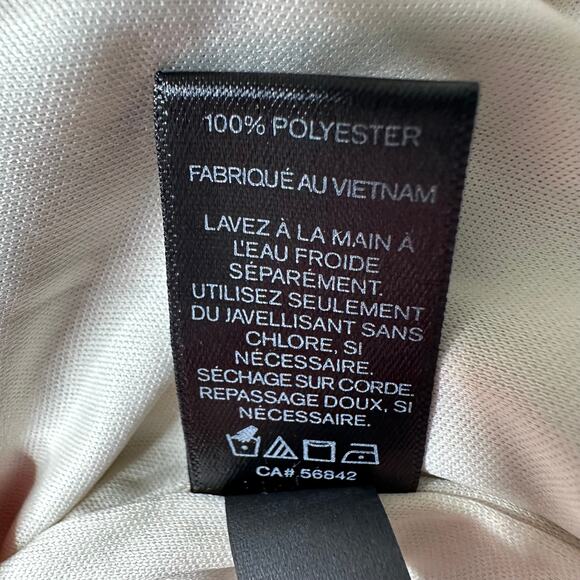 100% POLYESTER
FABRIQUÉ AU VIETNAM
LAVEZ À LA MAIN À
L'EAU FROIDE
SÉPARÉMENT.
UTILISEZ SEULEMENT
DU JAVELLISANT SANS
CHLORE, SI
NÉCESSAIRE.
SÉCHAGE SUR CORDE.
REPASSAGE DOUX, SI
NÉCESSAIRE.
CA# 56842